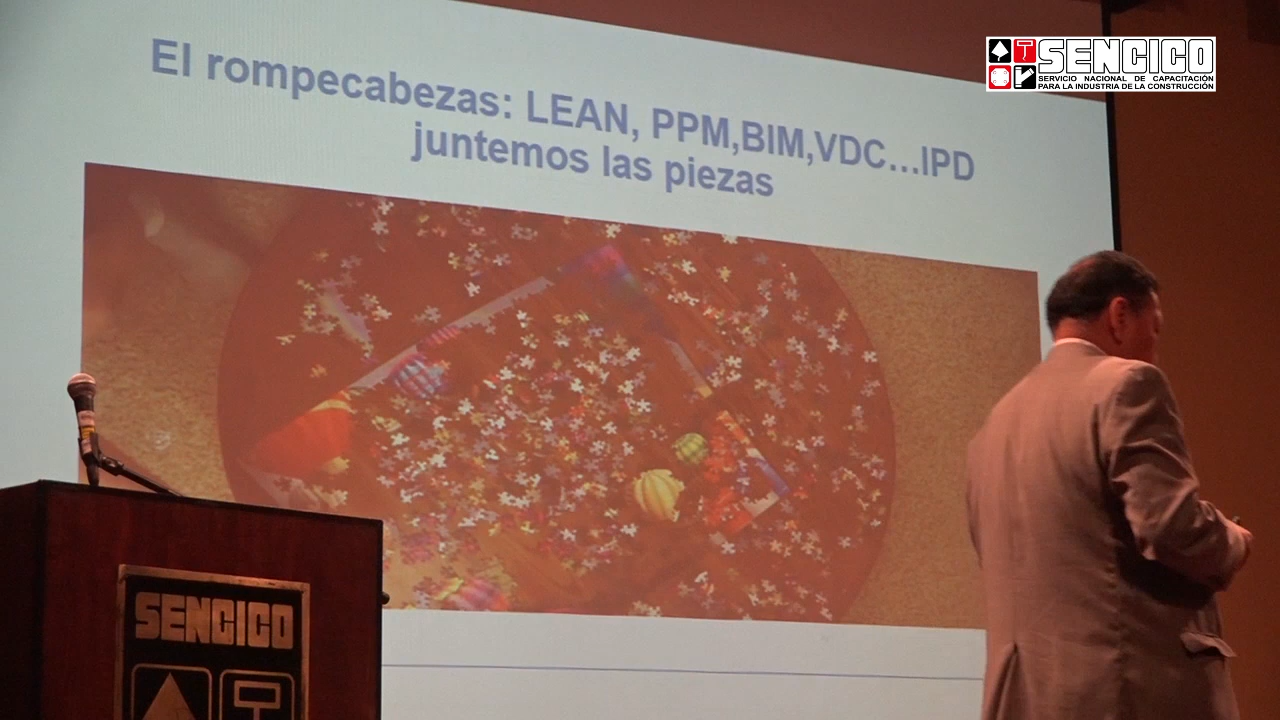 El rompecabezas: LEAN, PPM,BIM,VDC...IPD
juntemos las piezas
SENCICO
SERVICIO NACIONAL DE CAPACITACIÓN
PARA LA INDUSTRIA DE LA CONSTRUCCIÓN
SENCICO